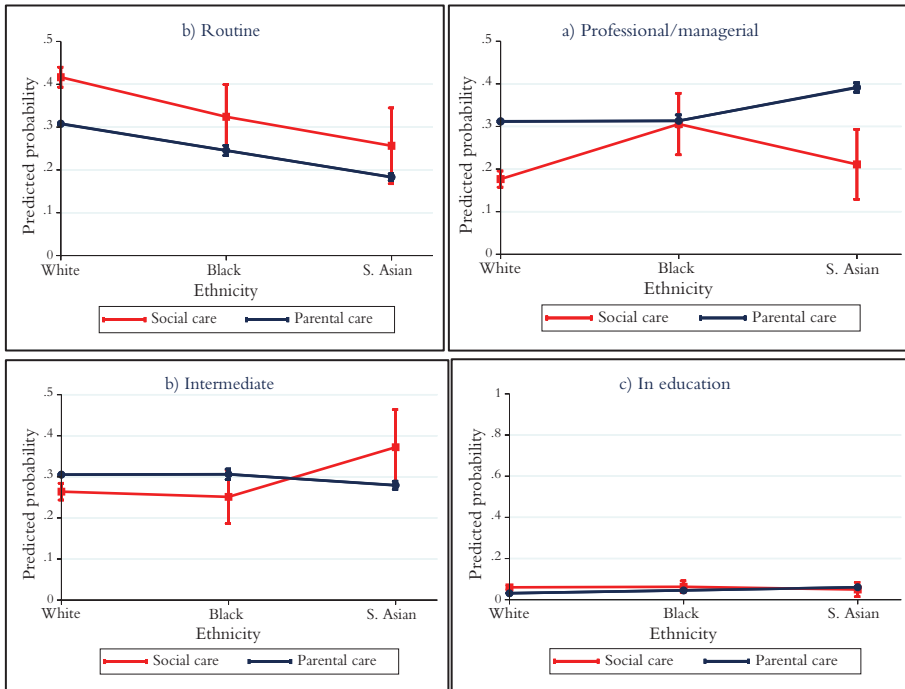 b) Routine
.5
.4
.3
.2
.1
0
Predicted probability
White
Black
S. Asian
Ethnicity
Social care
Parental care
a) Professional/managerial
.5
.4
.3
.2
.1
0
Predicted probability
White
Black
S. Asian
Ethnicity
Social care
Parental care
b) Intermediate
.5
.4
.3
.2
.1
0
Predicted probability
White
Black
S. Asian
Ethnicity
Social care
Parental care
c) In education
1
.8
.6
.4
.2
0
Predicted probability
White
Black
S. Asian
Ethnicity
Social care
Parental care